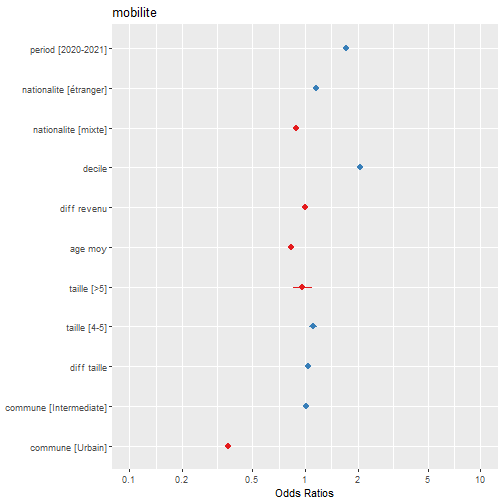 mobilite
period [2020-2021]
nationalite [étranger]
nationalite [mixte]
decile
diff revenu
age moy
taille [>5]
taille [4-5]
diff taille
commune [Intermediate]
commune [Urbain]
0.1 0.2 0.5 1 2 5 10
Odds Ratios